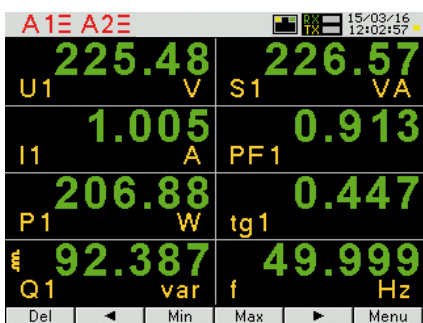 A1Ξ A2Ξ RX TX 15/03/16 12:02:57
225.48 U1 V
226.57 S1 VA
1.005 I1 A
0.913 PF1
206.88 P1 W
0.447 tg1
92.387 Q1 var
49.999 f Hz
Del ◄ Min Max ► Menu